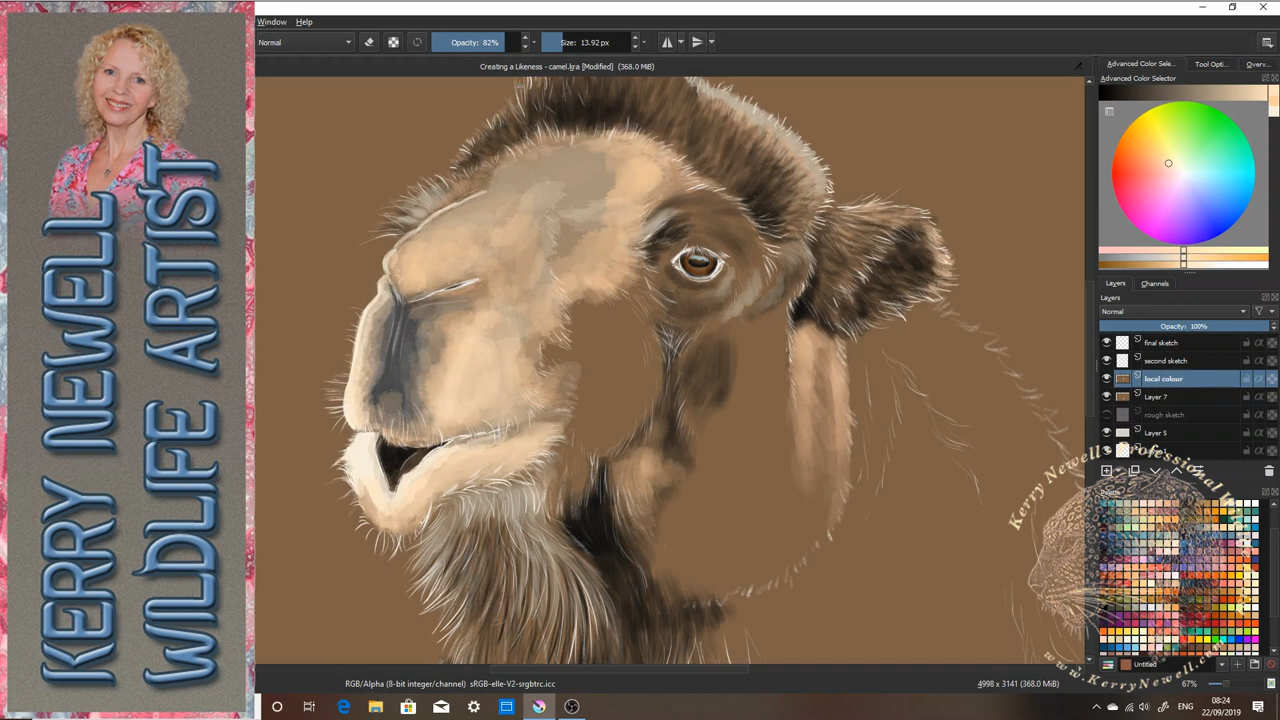 KERRY NEWELL
WILDLIFE ARTIST
Window Help
Normal
Opacity: 82%
Size: 13.92 px
Creating a Likeness - camel.kra [Modified] (368.0 MiB)
Advanced Color Sele...
Tool Opti...
Overv...
Advanced Color Selector
Layers
Channels
Layers
Normal
Opacity: 100%
final sketch
second sketch
local colour
Layer 7
rough sketch
Layer 5
Kerry Newell's Professional
Palette
www.KerryNewell.com
Untitled
RGB/Alpha (8-bit integer/channel) sRGB-elle-V2-srgbtrc.icc
4998 x 3141 (368.0 MiB)
67%
ENG
08:24
22/09/2019